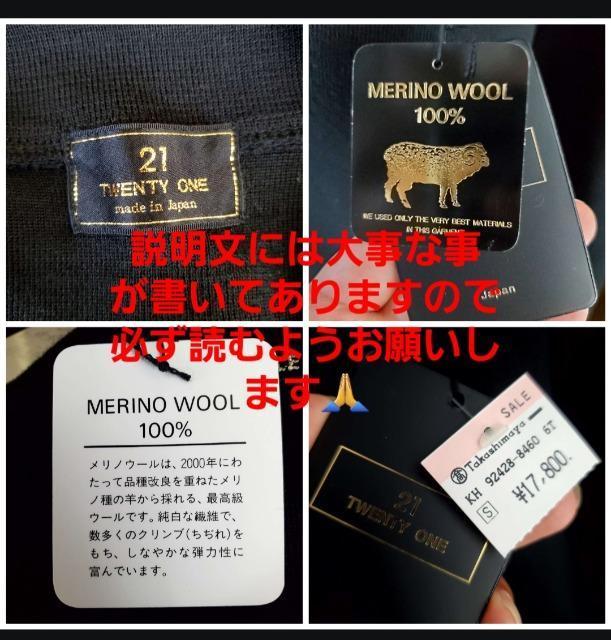 21
TWENTY ONE
made in Japan
MERINO WOOL
100%
WE USED ONLY THE VERY BEST MATERIALS
IN THIS GARMENT
Japan
説明文には大事な事
が書いてありますので
必ず読むようお願いし
ます🙏
MERINO WOOL
100%
メリノウールは、2000年にわ
たって品種改良を重ねたメリ
ノ種の羊から採れる、最高級
ウールです。純白な繊維で、
数多くのクリンプ(ちぢれ)を
もち、しなやかな弾力性に
富んでいます。
SALE
Takashimaya
KH 92428-8460 6T
S ¥17,800.
21
TWENTY ONE